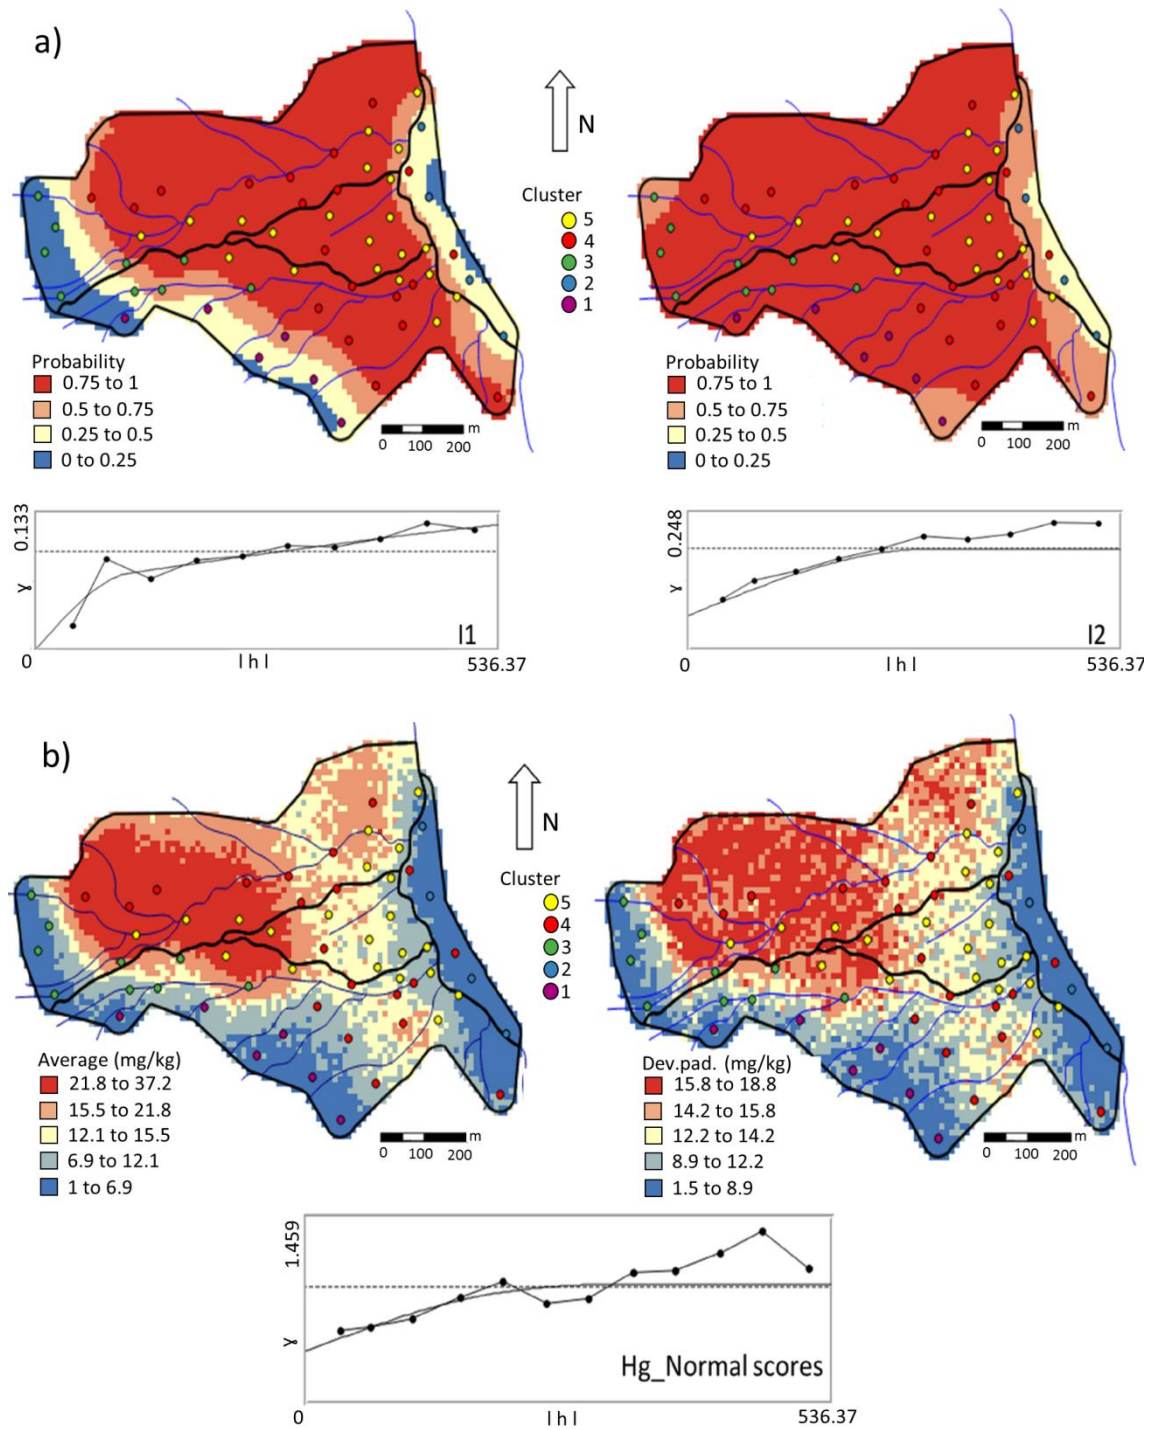 a)
N
Cluster
5
4
3
2
1
Probability
0.75 to 1
0.5 to 0.75
0.25 to 0.5
0 to 0.25
m
0 100 200
Probability
0.75 to 1
0.5 to 0.75
0.25 to 0.5
0 to 0.25
m
0 100 200
0.133
γ
I1
0 I h I 536.37
0.248
γ
I2
0 I h I 536.37
b)
N
Cluster
5
4
3
2
1
Average (mg/kg)
21.8 to 37.2
15.5 to 21.8
12.1 to 15.5
6.9 to 12.1
1 to 6.9
m
0 100 200
Dev.pad. (mg/kg)
15.8 to 18.8
14.2 to 15.8
12.2 to 14.2
8.9 to 12.2
1.5 to 8.9
m
0 100 200
1.459
γ
Hg_Normal scores
0 I h I 536.37